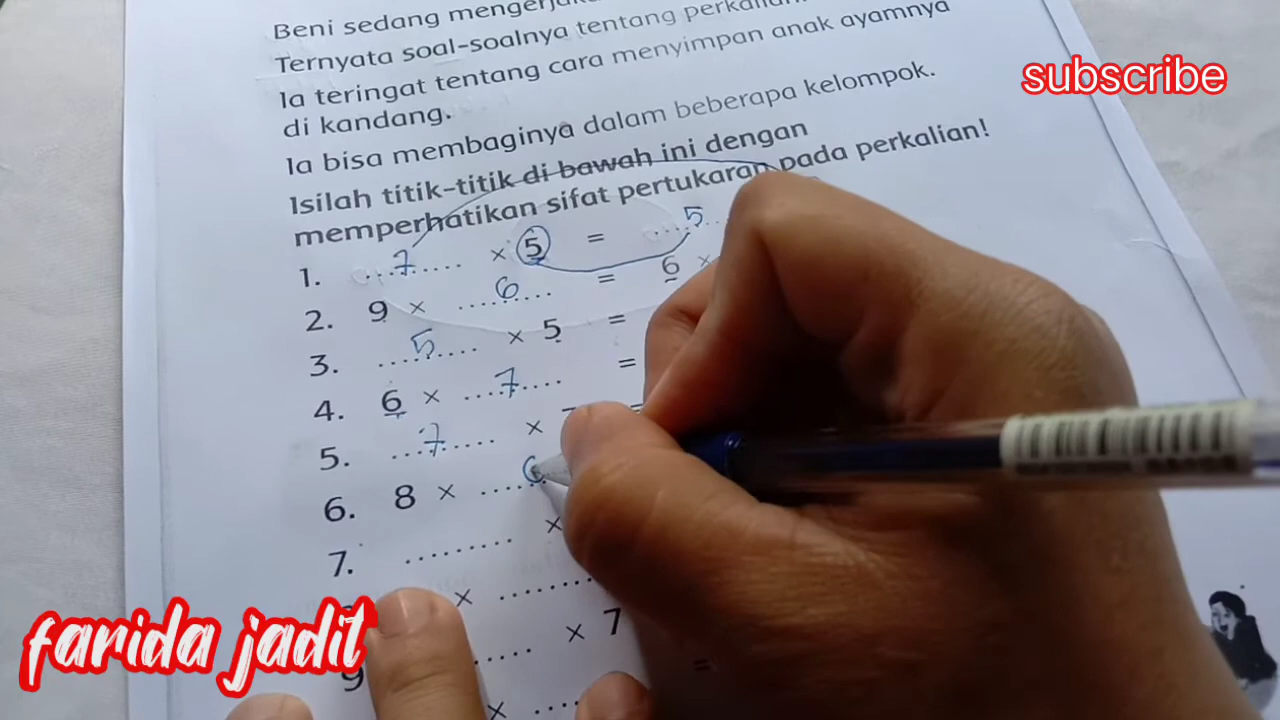 Beni sedang
Ternyata soal-soalnya tentang
Ia teringat tentang cara menyimpan anak ayamnya
di kandang.
Ia bisa membaginya dalam beberapa kelompok.
Isilah titik-titik di bawah ini dengan
memperhatikan sifat pertukaran pada perkalian!
1. ....7...... × 5 = ....5..
2. 9 × .....6..... = 6 ×
3. ....5..... × 5 =
4. 6 × ....7..... =
5. ....7..... × =
6. 8 × .....6
7. .......... ×
× .........
9 ..... × 7
=
× ....
subscribe
farida jadit